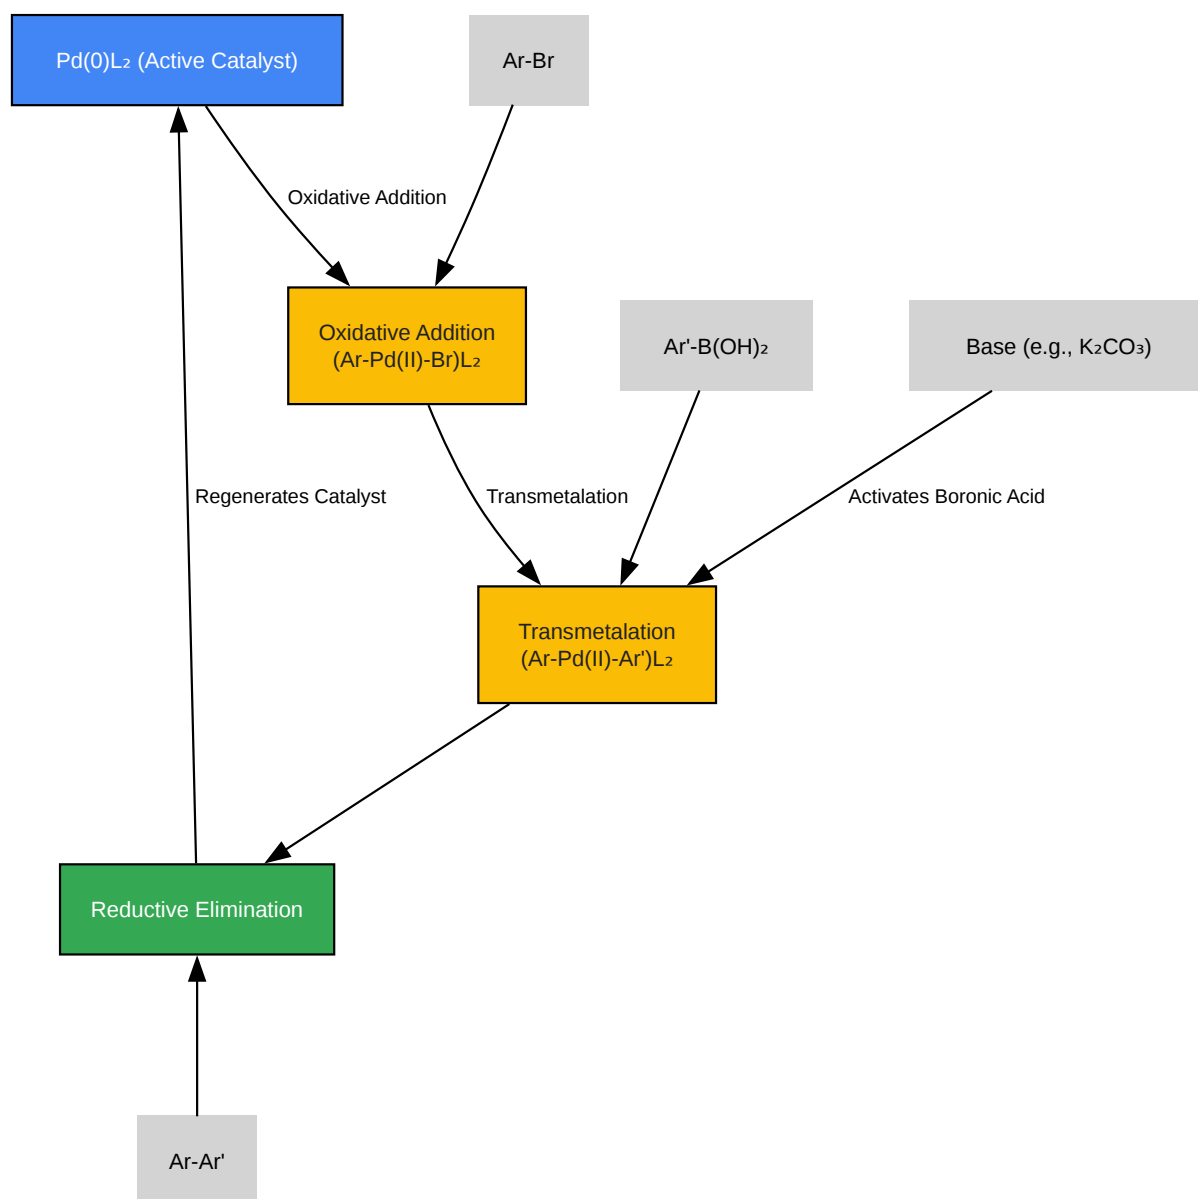 Pd(0)L₂ (Active Catalyst)
Ar-Br
Oxidative Addition
Oxidative Addition
(Ar-Pd(II)-Br)L₂
Ar'-B(OH)₂
Base (e.g., K₂CO₃)
Regenerates Catalyst
Transmetalation
Activates Boronic Acid
Transmetalation
(Ar-Pd(II)-Ar')L₂
Reductive Elimination
Ar-Ar'